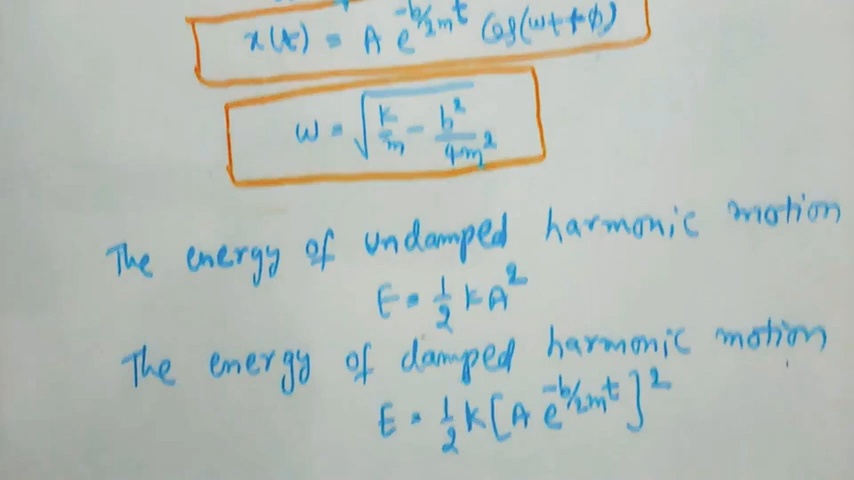 x(t) = A e^{-b/2m t} Cos(ωt+ϕ)
ω = √(k/m - b²/4m²)
The energy of undamped harmonic motion
E = 1/2 k A²
The energy of damped harmonic motion
E = 1/2 k [A e^{-b/2m t}]²